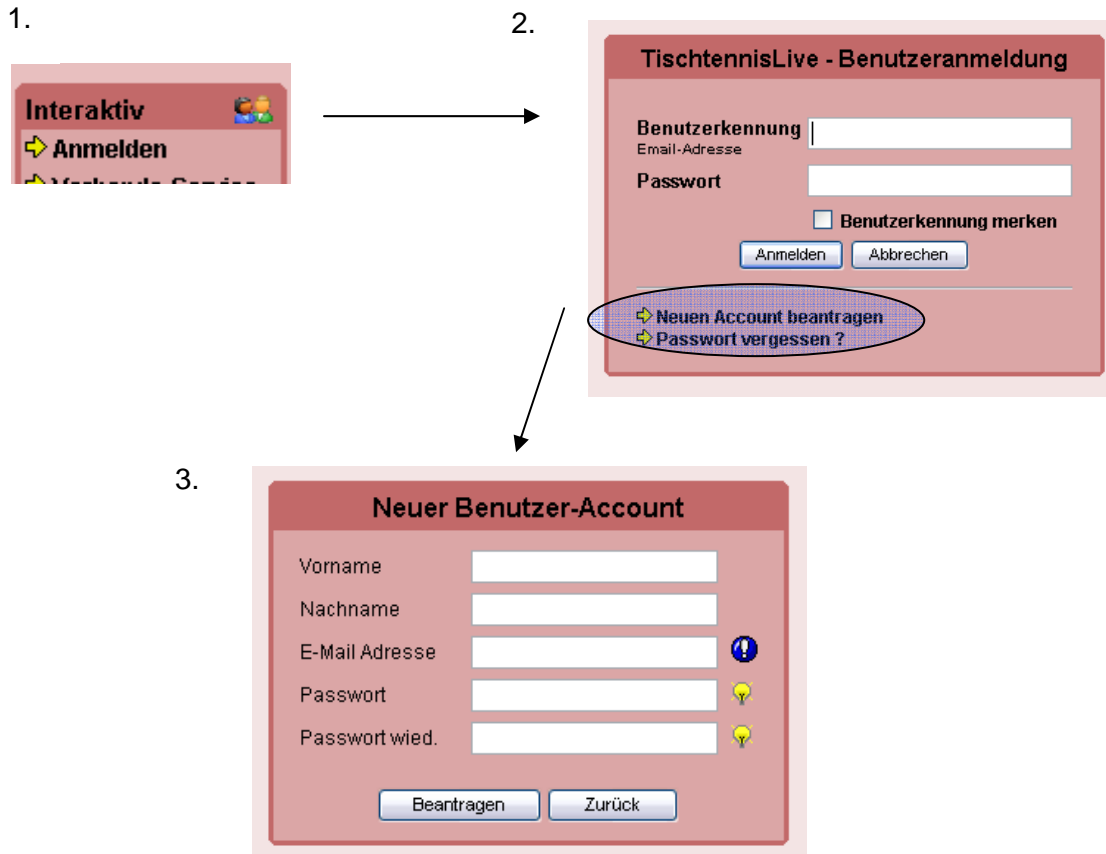 1.
Interaktiv
Anmelden
2.
TischtennisLive - Benutzeranmeldung
Benutzerkennung
Email-Adresse
Passwort
Benutzerkennung merken
Anmelden Abbrechen
Neuen Account beantragen
Passwort vergessen ?
3.
Neuer Benutzer-Account
Vorname
Nachname
E-Mail Adresse
Passwort
Passwort wied.
Beantragen Zurück